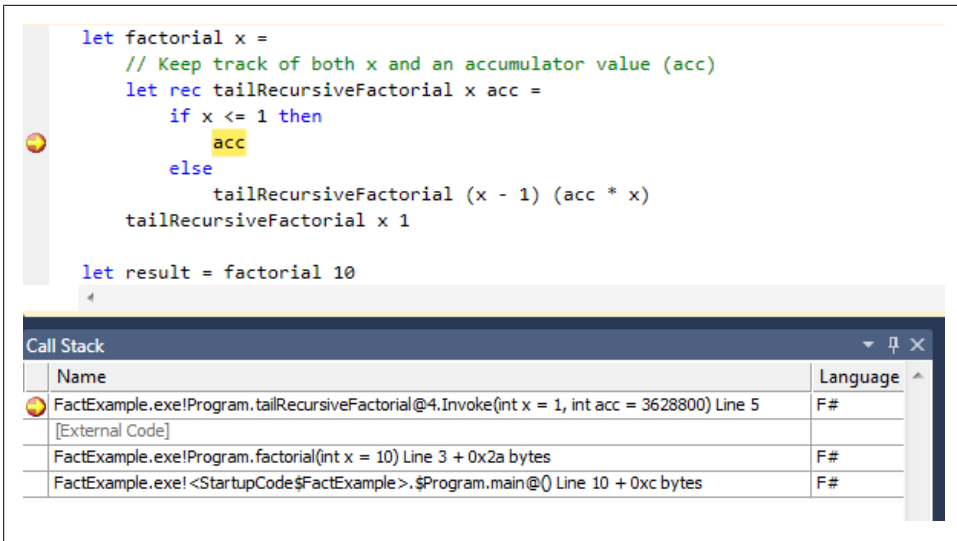 let factorial x =
    // Keep track of both x and an accumulator value (acc)
    let rec tailRecursiveFactorial x acc =
        if x <= 1 then
            acc
        else
            tailRecursiveFactorial (x - 1) (acc * x)
    tailRecursiveFactorial x 1
let result = factorial 10
Call Stack
Name Language
FactExample.exe!Program.tailRecursiveFactorial@4.Invoke(int x = 1, int acc = 3628800) Line 5 F#
[External Code]
FactExample.exe!Program.factorial(int x = 10) Line 3 + 0x2a bytes F#
FactExample.exe!<StartupCode$FactExample>.$Program.main@() Line 10 + 0xc bytes F#